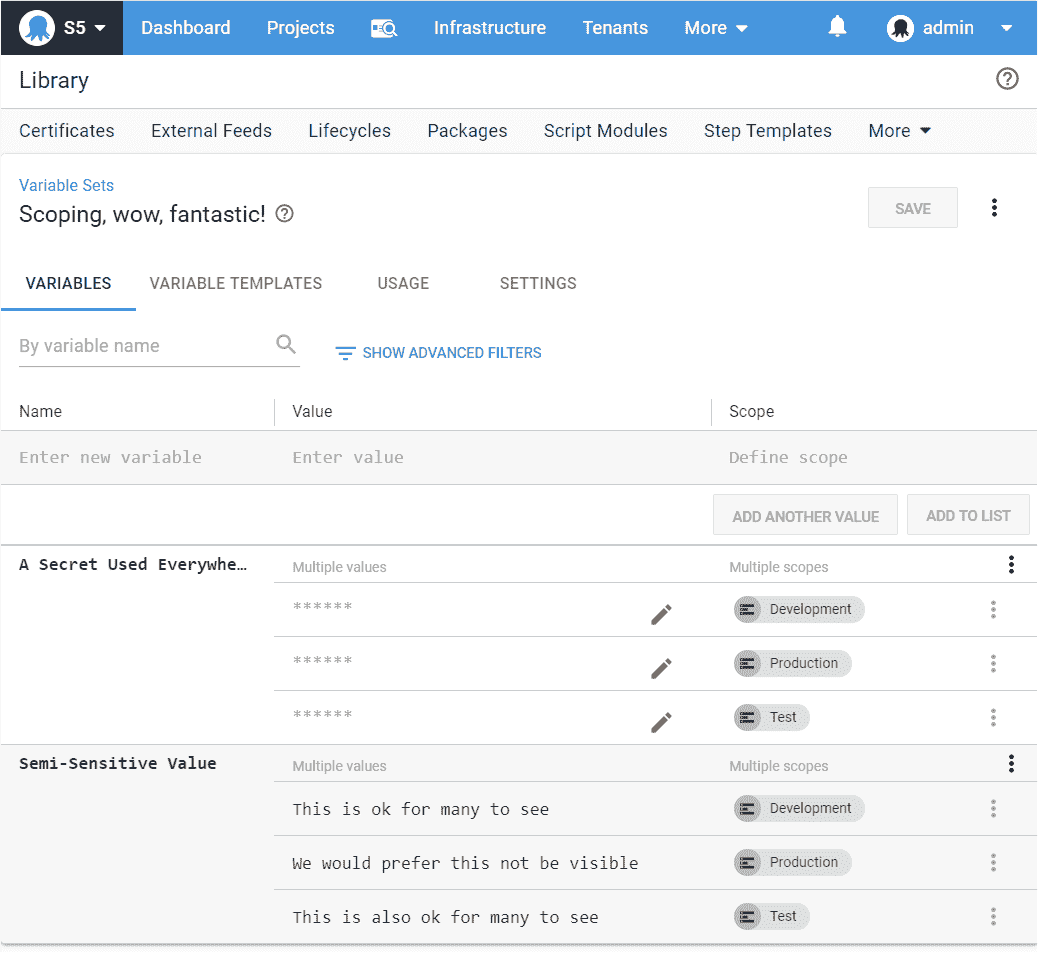 S5 Dashboard Projects Infrastructure Tenants More admin
Library
Certificates External Feeds Lifecycles Packages Script Modules Step Templates More
Variable Sets
Scoping, wow, fantastic!
SAVE
VARIABLES VARIABLE TEMPLATES USAGE SETTINGS
By variable name
SHOW ADVANCED FILTERS
Name Value Scope
Enter new variable Enter value Define scope
ADD ANOTHER VALUE ADD TO LIST
A Secret Used Everywhe… Multiple values Multiple scopes
****** Development
****** Production
****** Test
Semi-Sensitive Value Multiple values Multiple scopes
This is ok for many to see Development
We would prefer this not be visible Production
This is also ok for many to see Test